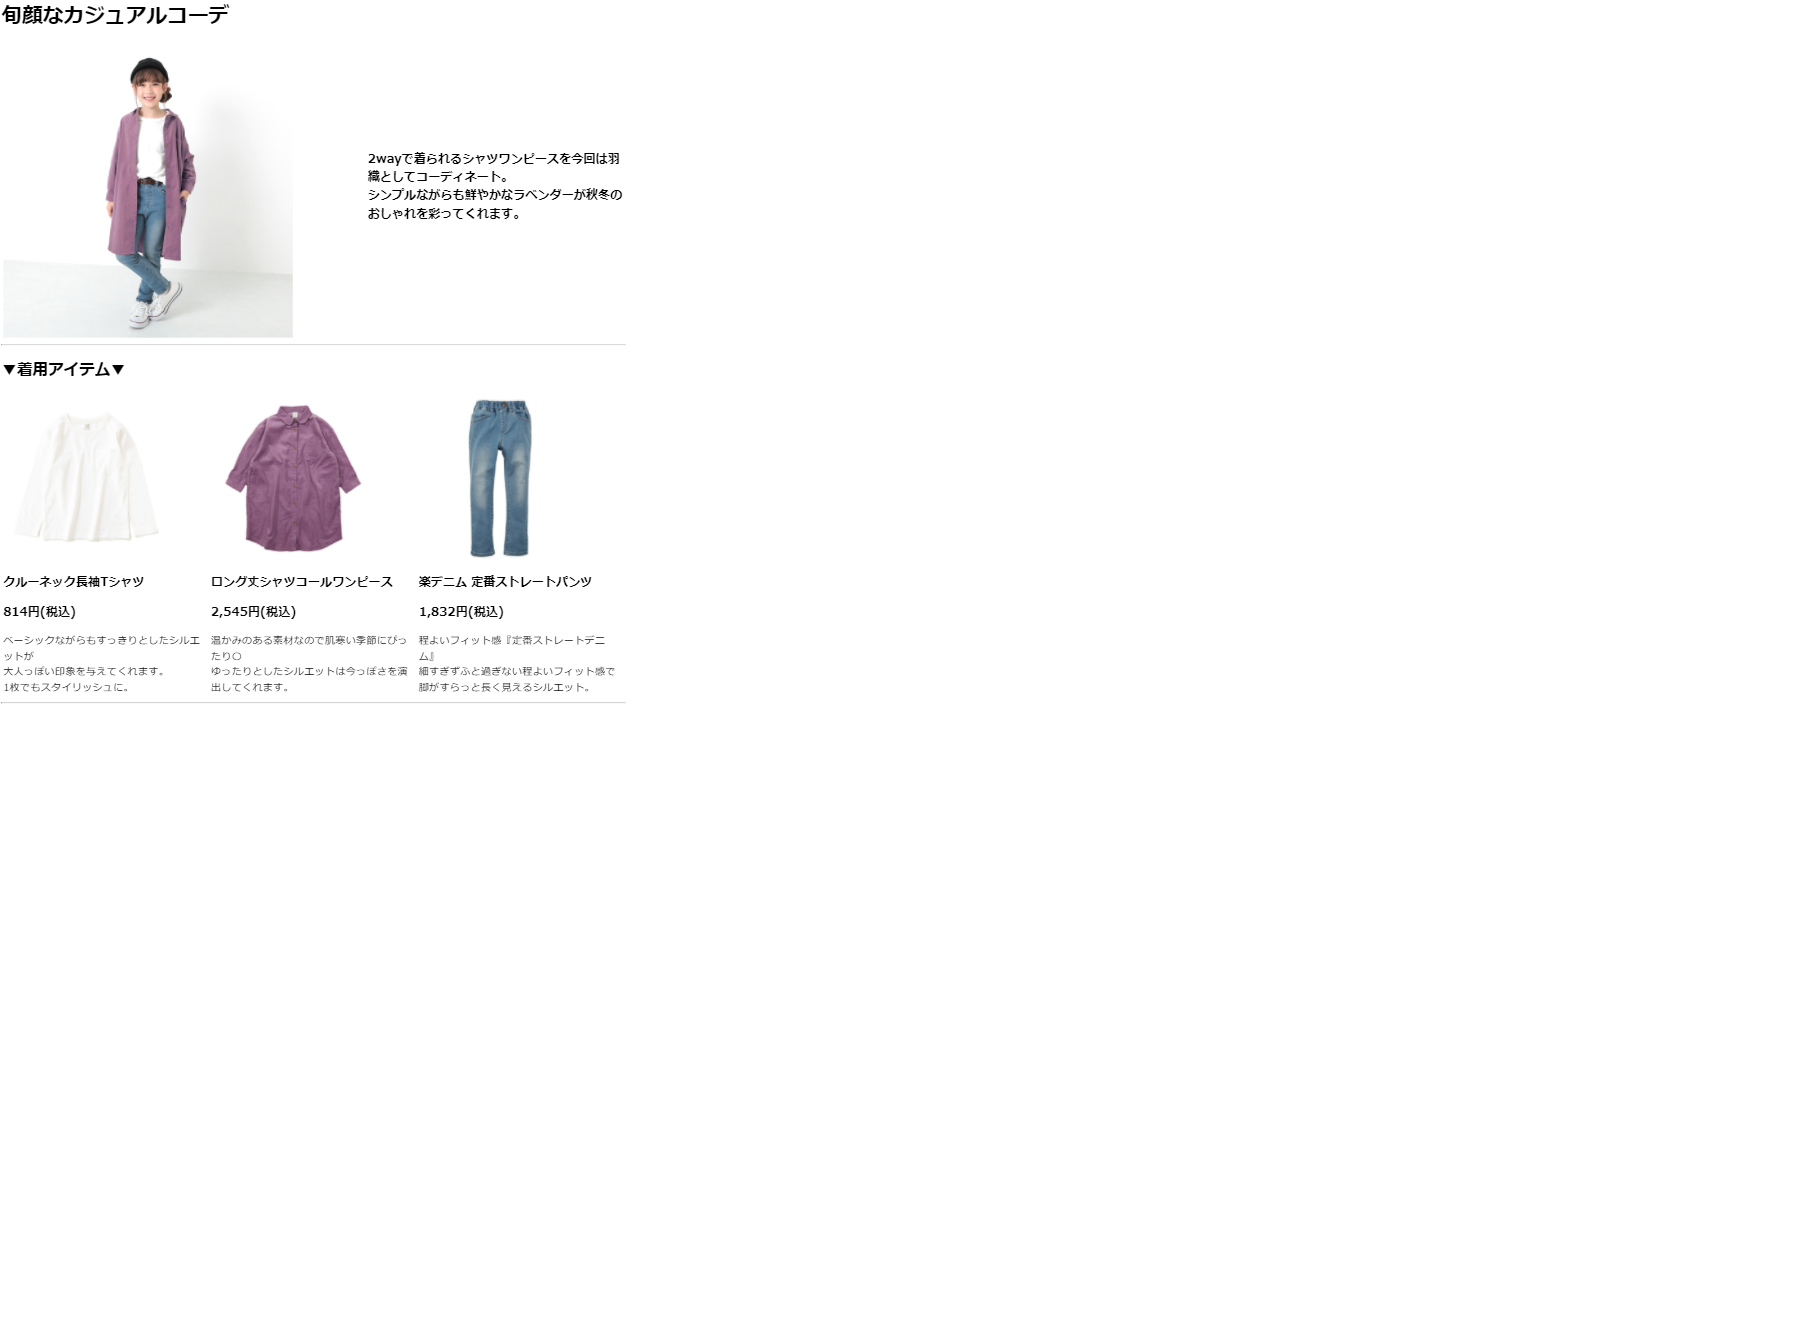 旬顔なカジュアルコーデ
2wayで着られるシャツワンピースを今回は羽
織としてコーディネート。
シンプルながらも鮮やかなラベンダーが秋冬の
おしゃれを彩ってくれます。
▼着用アイテム▼
クルーネック長袖Tシャツ
814円(税込)
ベーシックながらもすっきりとしたシルエ
ットが
大人っぽい印象を与えてくれます。
1枚でもスタイリッシュに。
ロング丈シャツコールワンピース
2,545円(税込)
温かみのある素材なので肌寒い季節にぴっ
たり〇
ゆったりとしたシルエットは今っぽさを演
出してくれます。
楽デニム 定番ストレートパンツ
1,832円(税込)
程よいフィット感『定番ストレートデニ
ム』
細すぎずふと過ぎない程よいフィット感で
脚がすらっと長く見えるシルエット。